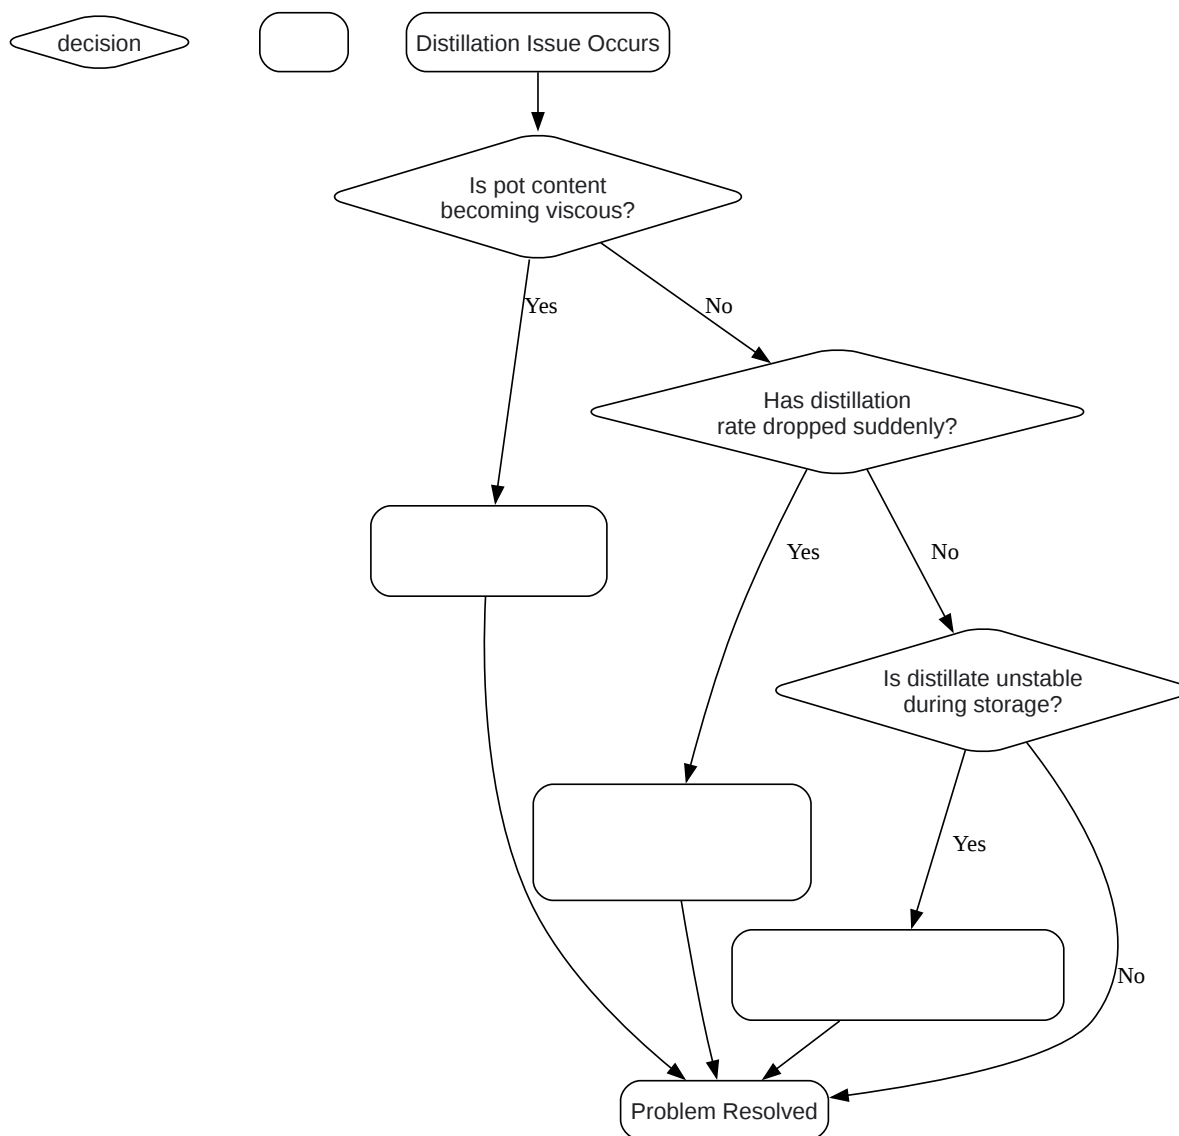 decision
Distillation Issue Occurs
Is pot content
becoming viscous?
Yes
No
Has distillation
rate dropped suddenly?
Yes
No
Is distillate unstable
during storage?
Yes
No
Problem Resolved